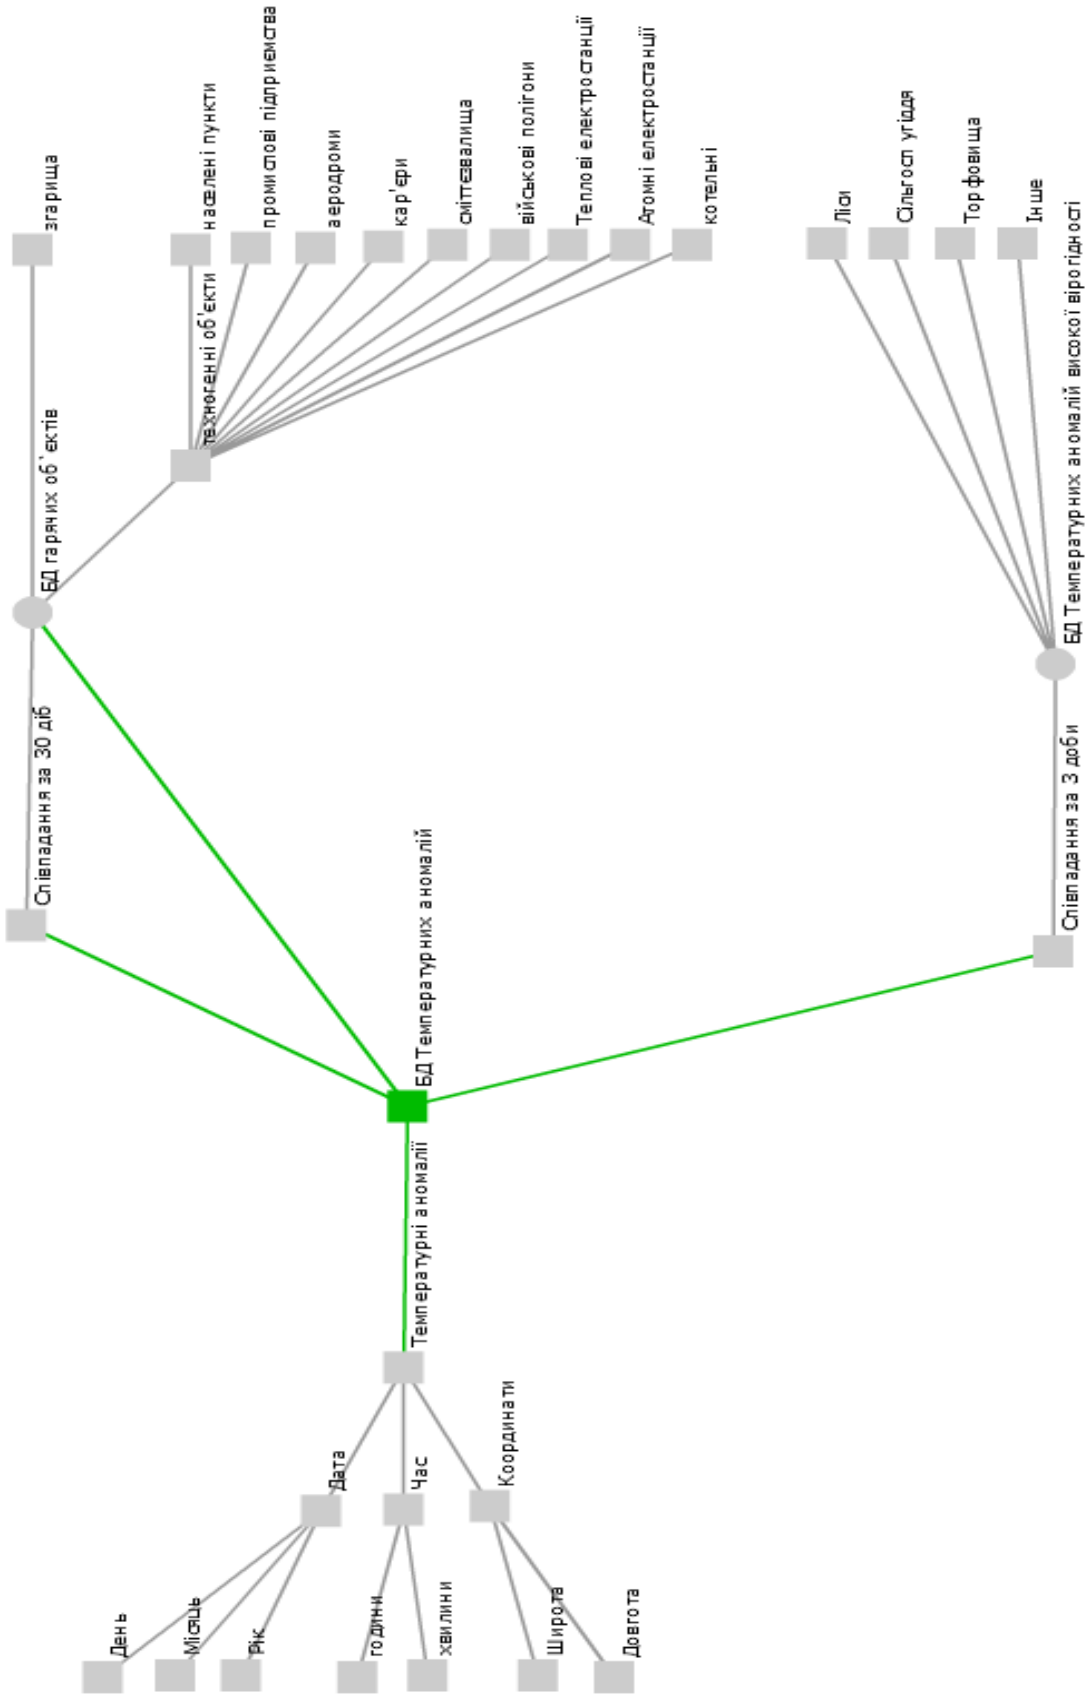 згарища
населені пункти
промислові підприємства
аеродроми
кар'єри
сміттєзвалища
військові полігони
Теплові електростанції
Атомні електростанції
котельні
Ліси
Сільгосп угіддя
Торфовища
Інше
техногенні об'єкти
БД гарячих об`єктів
БД Температурних аномалій високої вірогідності
Співпадання за 30 діб
Співпадання за 3 доби
БД Температурних аномалій
Температурні аномалії
Дата
Час
Координати
День
Місяць
Рік
години
хвилини
Широта
Довгота